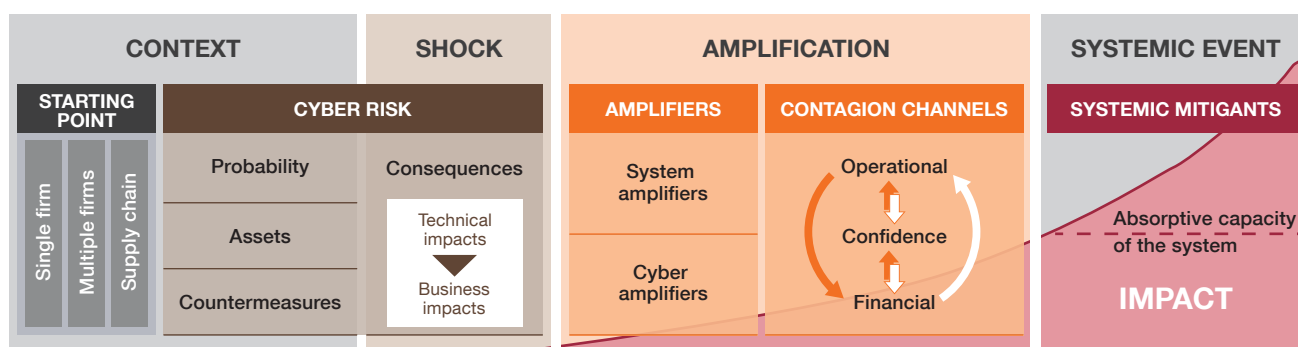 CONTEXT
SHOCK
AMPLIFICATION
SYSTEMIC EVENT
STARTING
POINT
CYBER RISK
AMPLIFIERS
CONTAGION CHANNELS
SYSTEMIC MITIGANTS
Single firm
Multiple firms
Supply chain
Probability
Assets
Countermeasures
Consequences
Technical
impacts
Business
impacts
System
amplifiers
Cyber
amplifiers
Operational
Confidence
Financial
Absorptive capacity
of the system
IMPACT